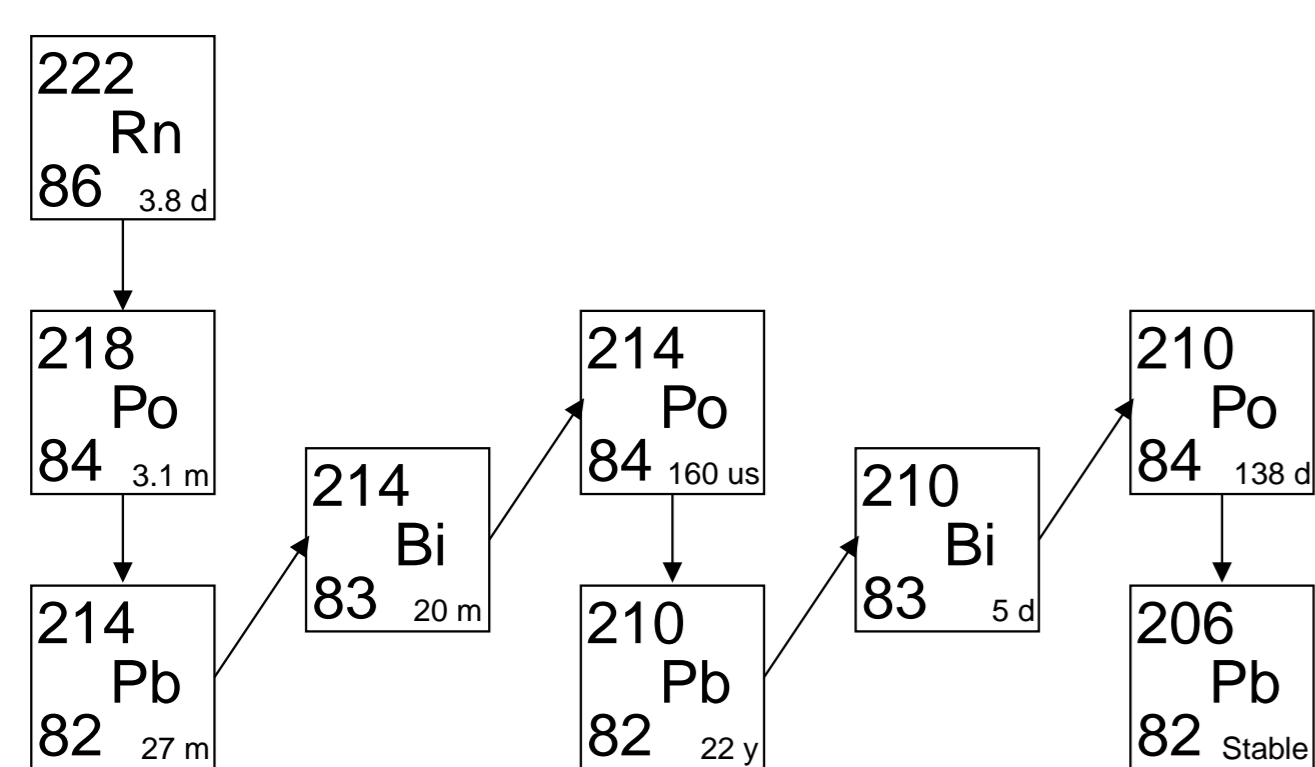 222
Rn
86 3.8 d
218
Po
84 3.1 m
214
Pb
82 27 m
214
Bi
83 20 m
214
Po
84 160 us
210
Pb
82 22 y
210
Bi
83 5 d
210
Po
84 138 d
206
Pb
82 Stable